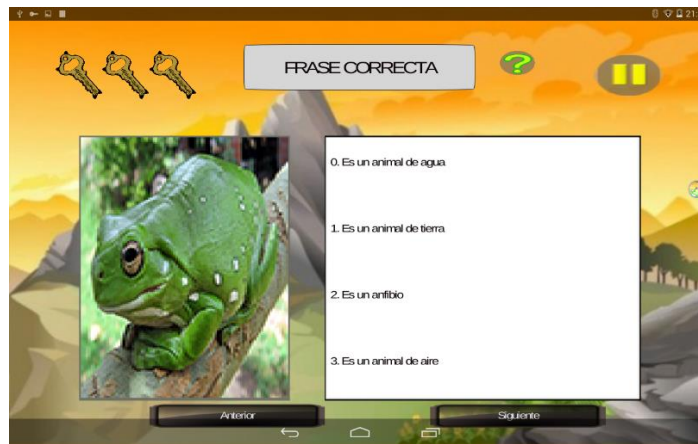 21:
FRASE CORRECTA
?
0. Es un animal de agua
1. Es un animal de tierra
2. Es un anfibio
3. Es un animal de aire
Anterior
Siguiente